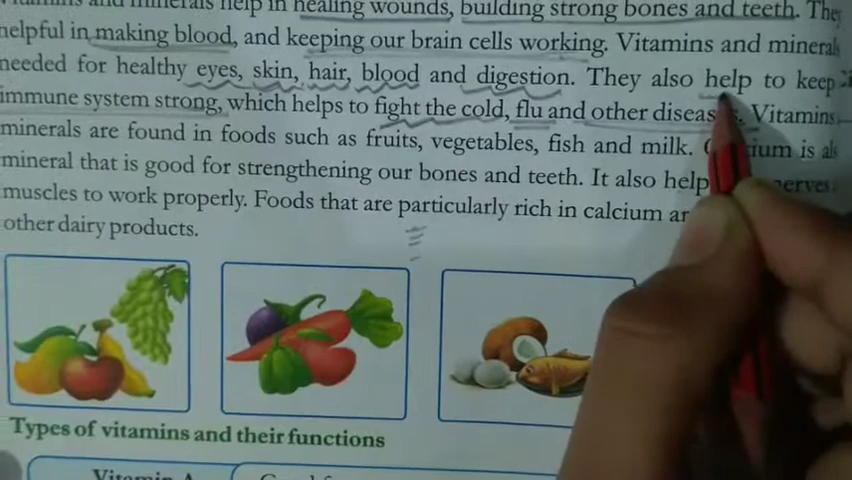 and minerals help in healing wounds, building strong bones and teeth. They
helpful in making blood, and keeping our brain cells working. Vitamins and minerals
needed for healthy eyes, skin, hair, blood and digestion. They also help to keep
immune system strong, which helps to fight the cold, flu and other diseases. Vitamins
minerals are found in foods such as fruits, vegetables, fish and milk. Calcium is als
mineral that is good for strengthening our bones and teeth. It also help nerves
muscles to work properly. Foods that are particularly rich in calcium ar
other dairy products.
Types of vitamins and their functions
Vitamin A